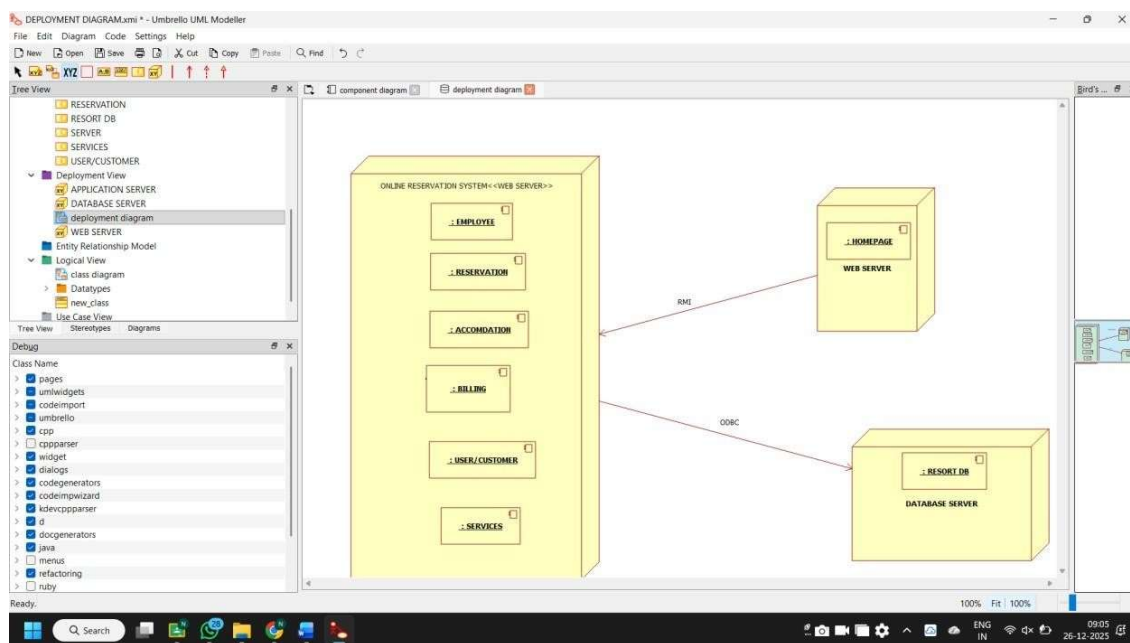 DEPLOYMENT DIAGRAM.xmi * - Umbrello UML Modeller
File Edit Diagram Code Settings Help
New Open Save Cut Copy Paste Find
XYZ
Tree View
component diagram deployment diagram
Bird's ...
RESERVATION
RESORT DB
SERVER
SERVICES
USER/CUSTOMER
Deployment View
APPLICATION SERVER
DATABASE SERVER
deployment diagram
WEB SERVER
Entity Relationship Model
Logical View
class diagram
Datatypes
new_class
Use Case View
Tree View Stereotypes Diagrams
Debug
Class Name
pages
umlwidgets
codeimport
umbrello
cpp
cppparser
widget
dialogs
codegenerators
codeimpwizard
kdevcppparser
d
docgenerators
java
menus
refactoring
ruby
ONLINE RESERVATION SYSTEM<<WEB SERVER>>
: EMPLOYEE
: RESERVATION
: ACCOMDATION
: BILLING
: USER/CUSTOMER
: SERVICES
: HOMEPAGE
WEB SERVER
RMI
ODBC
: RESORT DB
DATABASE SERVER
Ready.
100% Fit 100%
Search
28
ENG
IN
09:05
26-12-2025